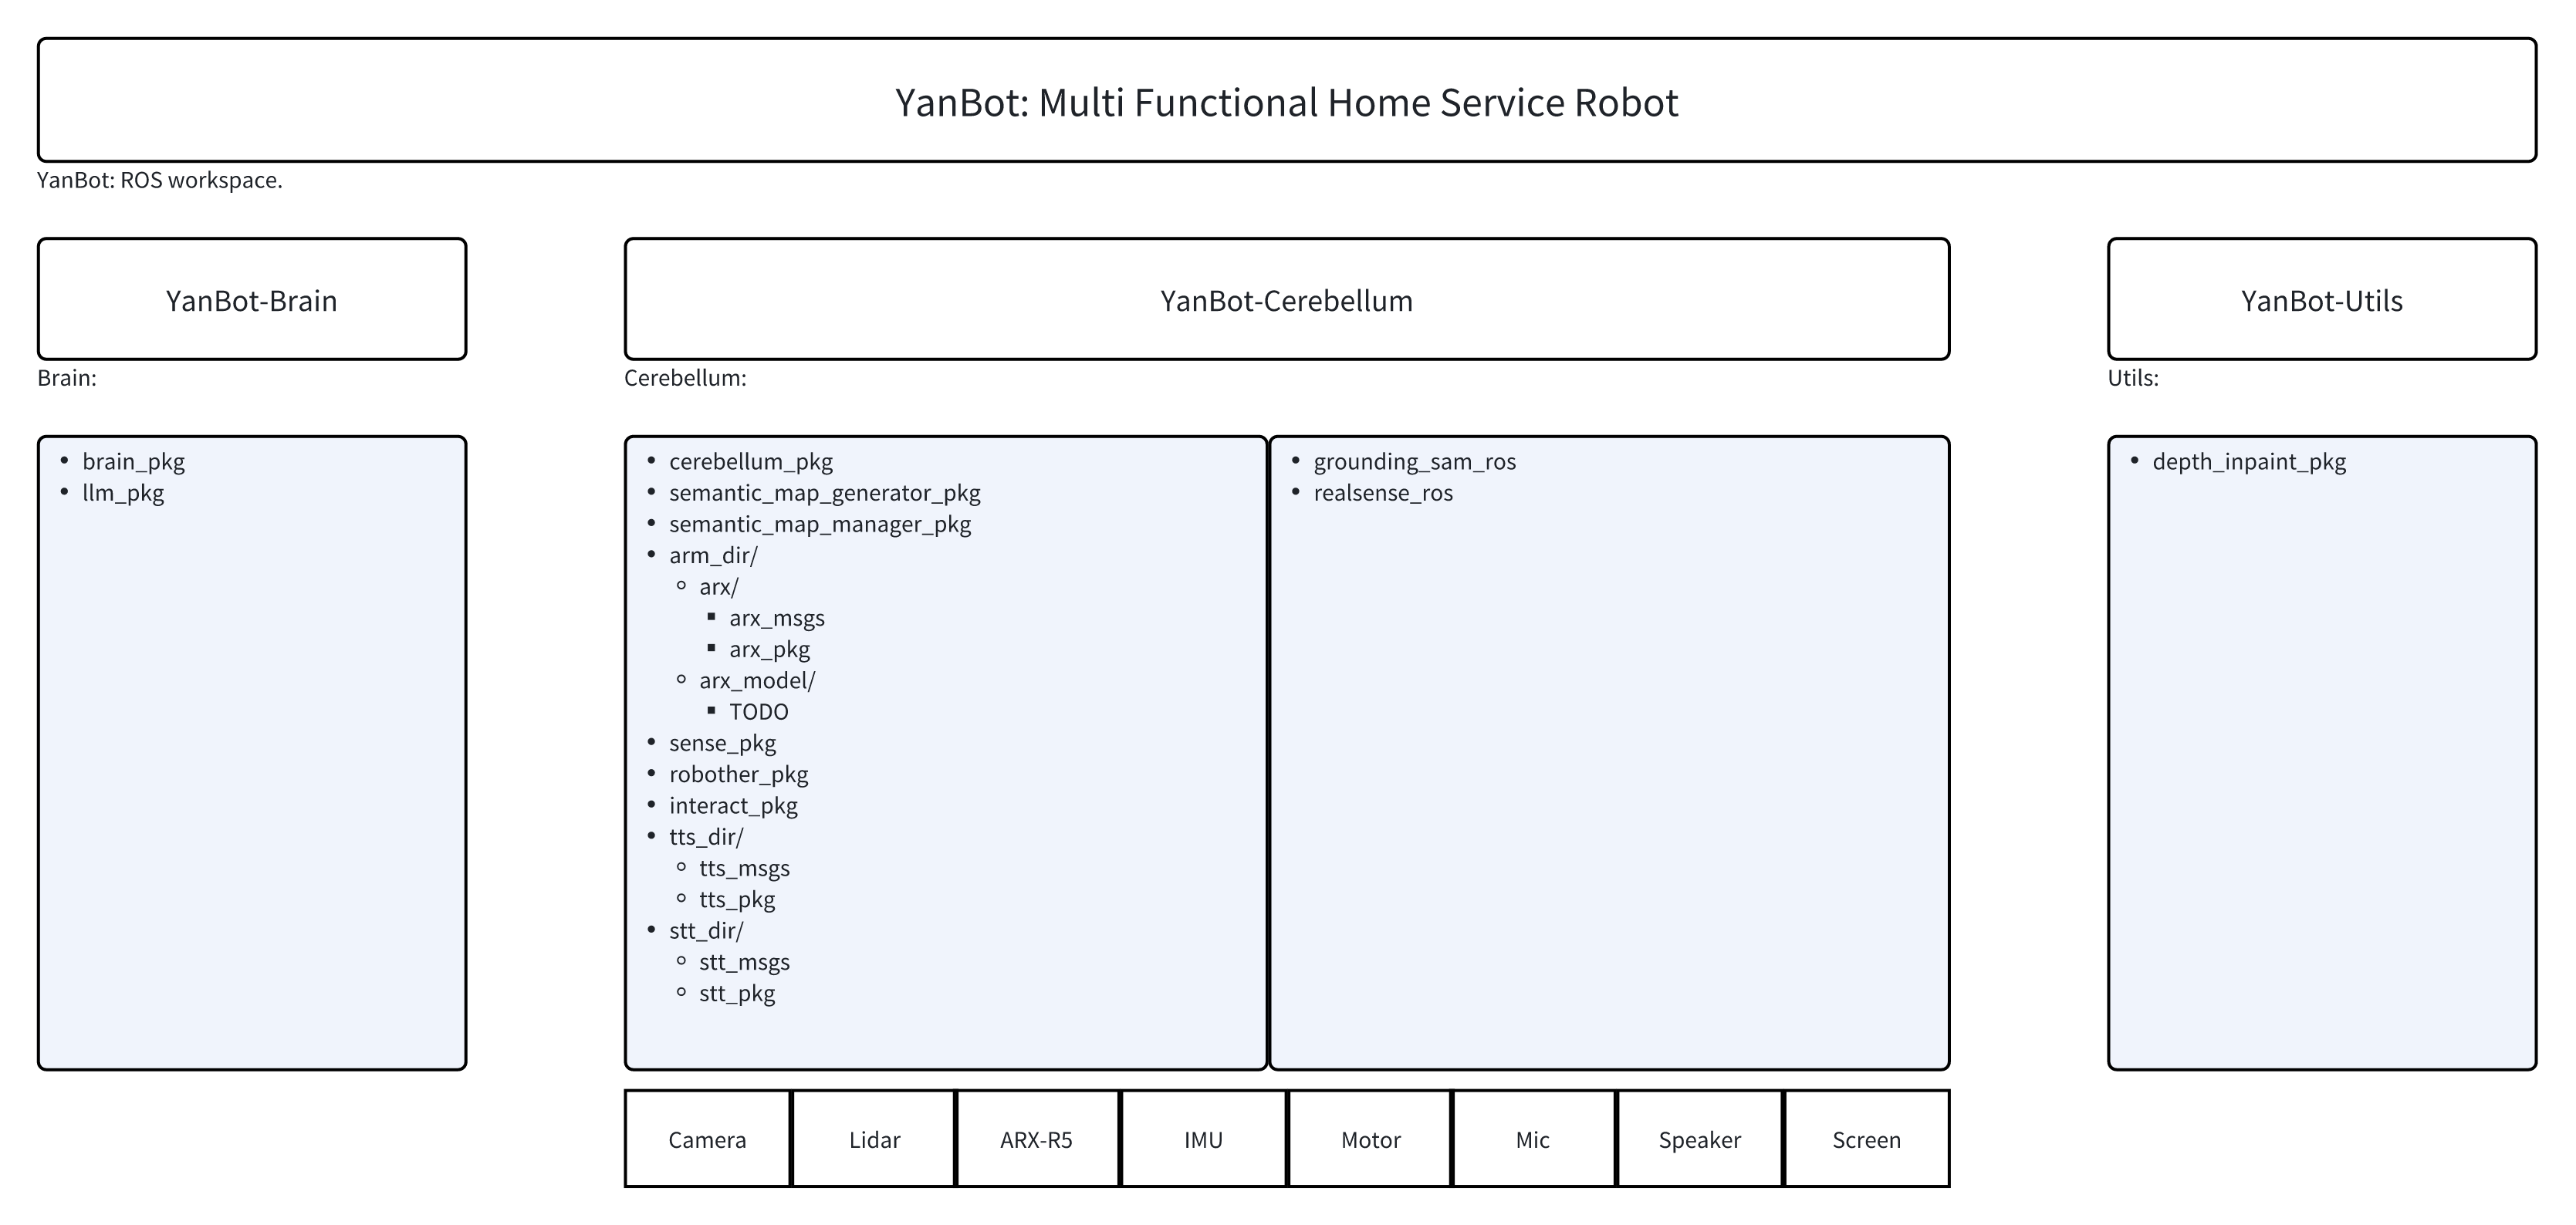 YanBot: Multi Functional Home Service Robot
YanBot: ROS workspace.
YanBot-Brain
Brain:
• brain_pkg
• llm_pkg
YanBot-Cerebellum
Cerebellum:
• cerebellum_pkg
• semantic_map_generator_pkg
• semantic_map_manager_pkg
• arm_dir/
◦ arx/
▪ arx_msgs
▪ arx_pkg
◦ arx_model/
▪ TODO
• sense_pkg
• robother_pkg
• interact_pkg
• tts_dir/
◦ tts_msgs
◦ tts_pkg
• stt_dir/
◦ stt_msgs
◦ stt_pkg
• grounding_sam_ros
• realsense_ros
Camera
Lidar
ARX-R5
IMU
Motor
Mic
Speaker
Screen
YanBot-Utils
Utils:
• depth_inpaint_pkg